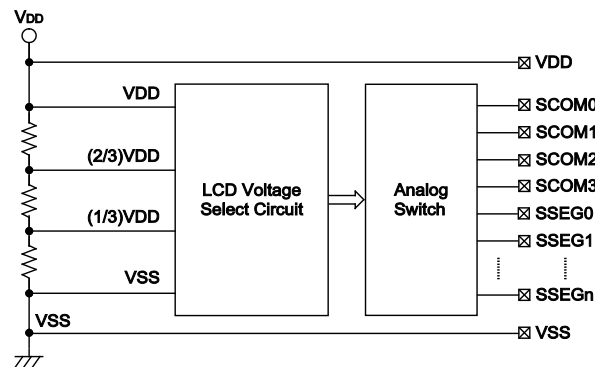 VDD
VDD
VDD
SCOM0
(2/3)VDD
SCOM1
SCOM2
LCD Voltage
Select Circuit
Analog
Switch
SCOM3
SSEG0
(1/3)VDD
SSEG1
VSS
SSEGn
VSS
VSS